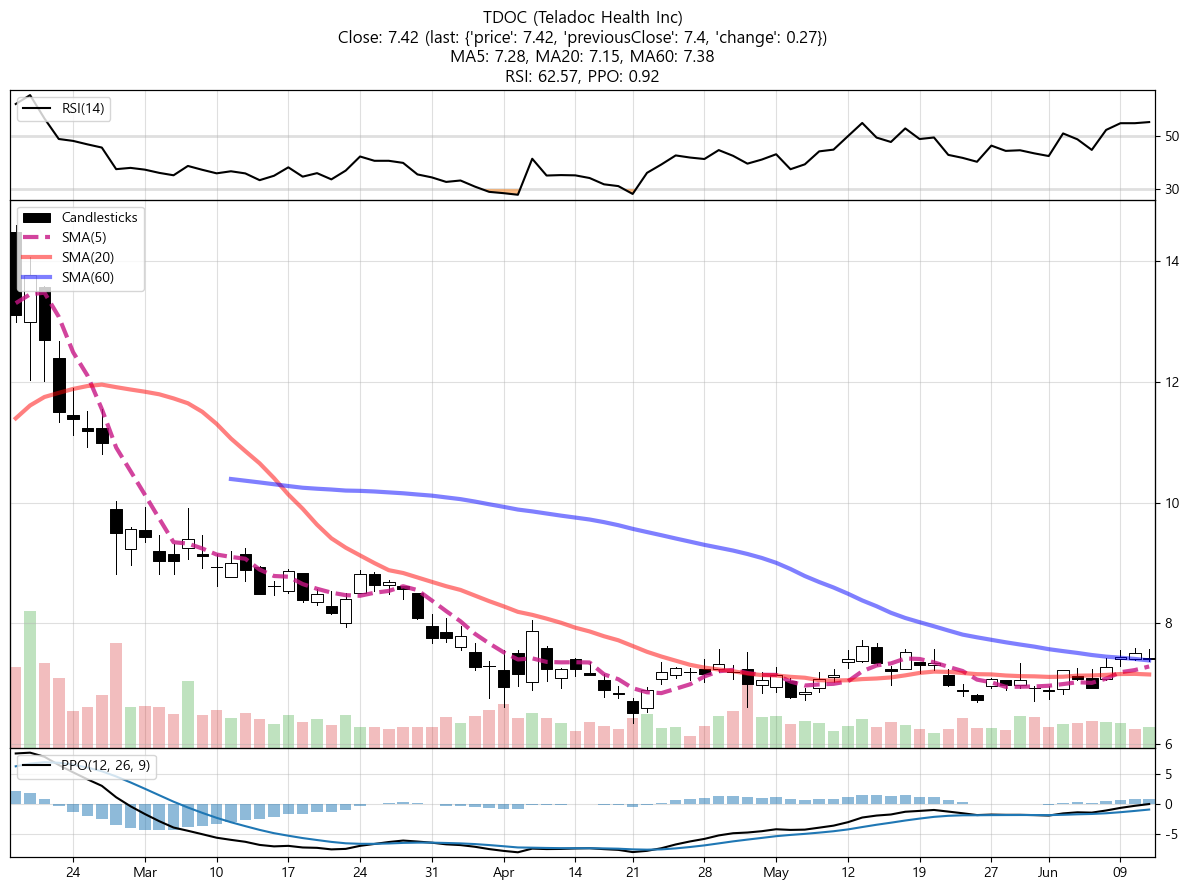 TDOC (Teladoc Health Inc)
Close: 7.42 (last: {'price': 7.42, 'previousClose': 7.4, 'change': 0.27})
MA5: 7.28, MA20: 7.15, MA60: 7.38
RSI: 62.57, PPO: 0.92
RSI(14)
50
30
Candlesticks
SMA(5)
SMA(20)
SMA(60)
14
12
10
8
6
PPO(12, 26, 9)
5
0
-5
24 Mar 10 17 24 31 Apr 14 21 28 May 12 19 27 Jun 09